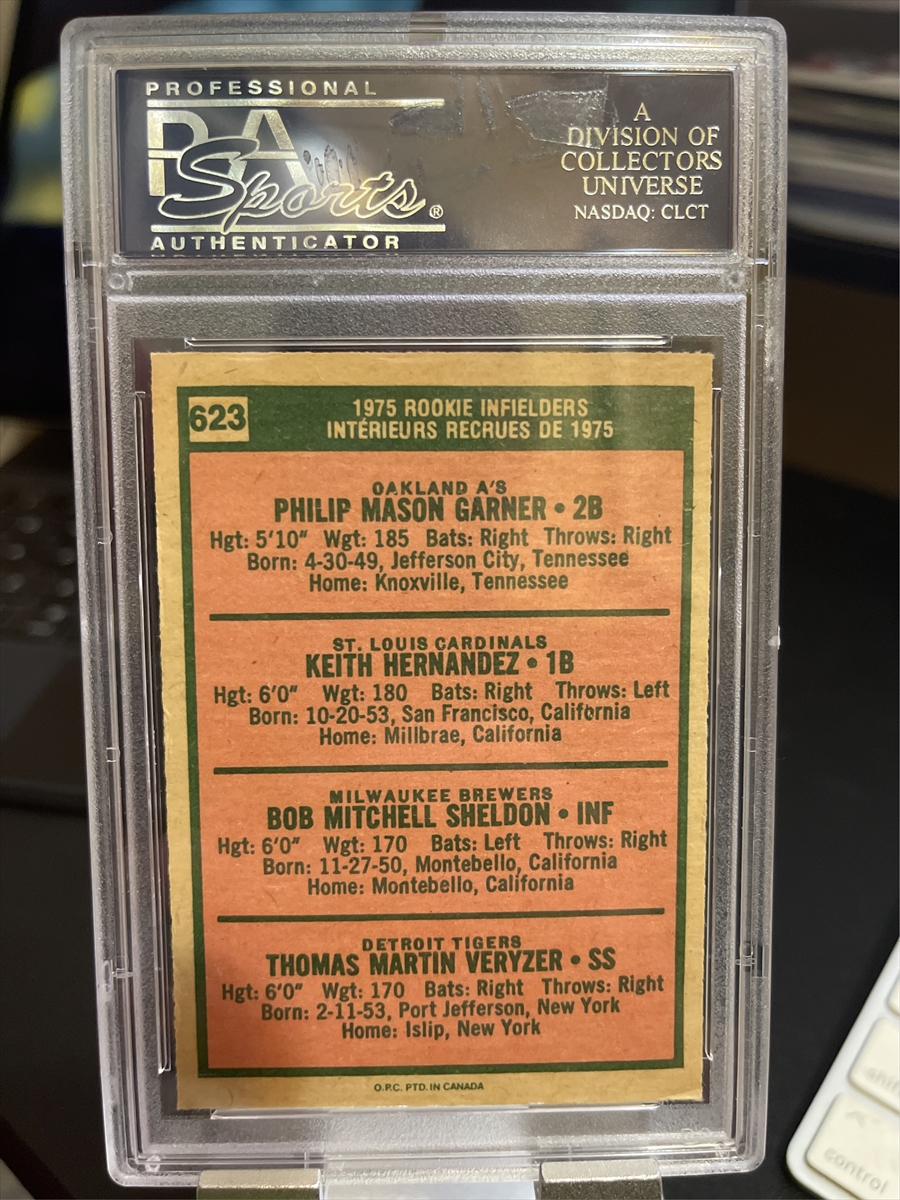 PROFESSIONAL
PSA
Sports®
AUTHENTICATOR
A
DIVISION OF
COLLECTORS
UNIVERSE
NASDAQ: CLCT
623
1975 ROOKIE INFIELDERS
INTÉRIEURS RECRUES DE 1975
OAKLAND A'S
PHILIP MASON GARNER • 2B
Hgt: 5'10" Wgt: 185 Bats: Right Throws: Right
Born: 4-30-49, Jefferson City, Tennessee
Home: Knoxville, Tennessee
ST. LOUIS CARDINALS
KEITH HERNANDEZ • 1B
Hgt: 6'0" Wgt: 180 Bats: Right Throws: Left
Born: 10-20-53, San Francisco, California
Home: Millbrae, California
MILWAUKEE BREWERS
BOB MITCHELL SHELDON • INF
Hgt: 6'0" Wgt: 170 Bats: Left Throws: Right
Born: 11-27-50, Montebello, California
Home: Montebello, California
DETROIT TIGERS
THOMAS MARTIN VERYZER • SS
Hgt: 6'0" Wgt: 170 Bats: Right Throws: Right
Born: 2-11-53, Port Jefferson, New York
Home: Islip, New York
O.P.C. PTD. IN CANADA
control